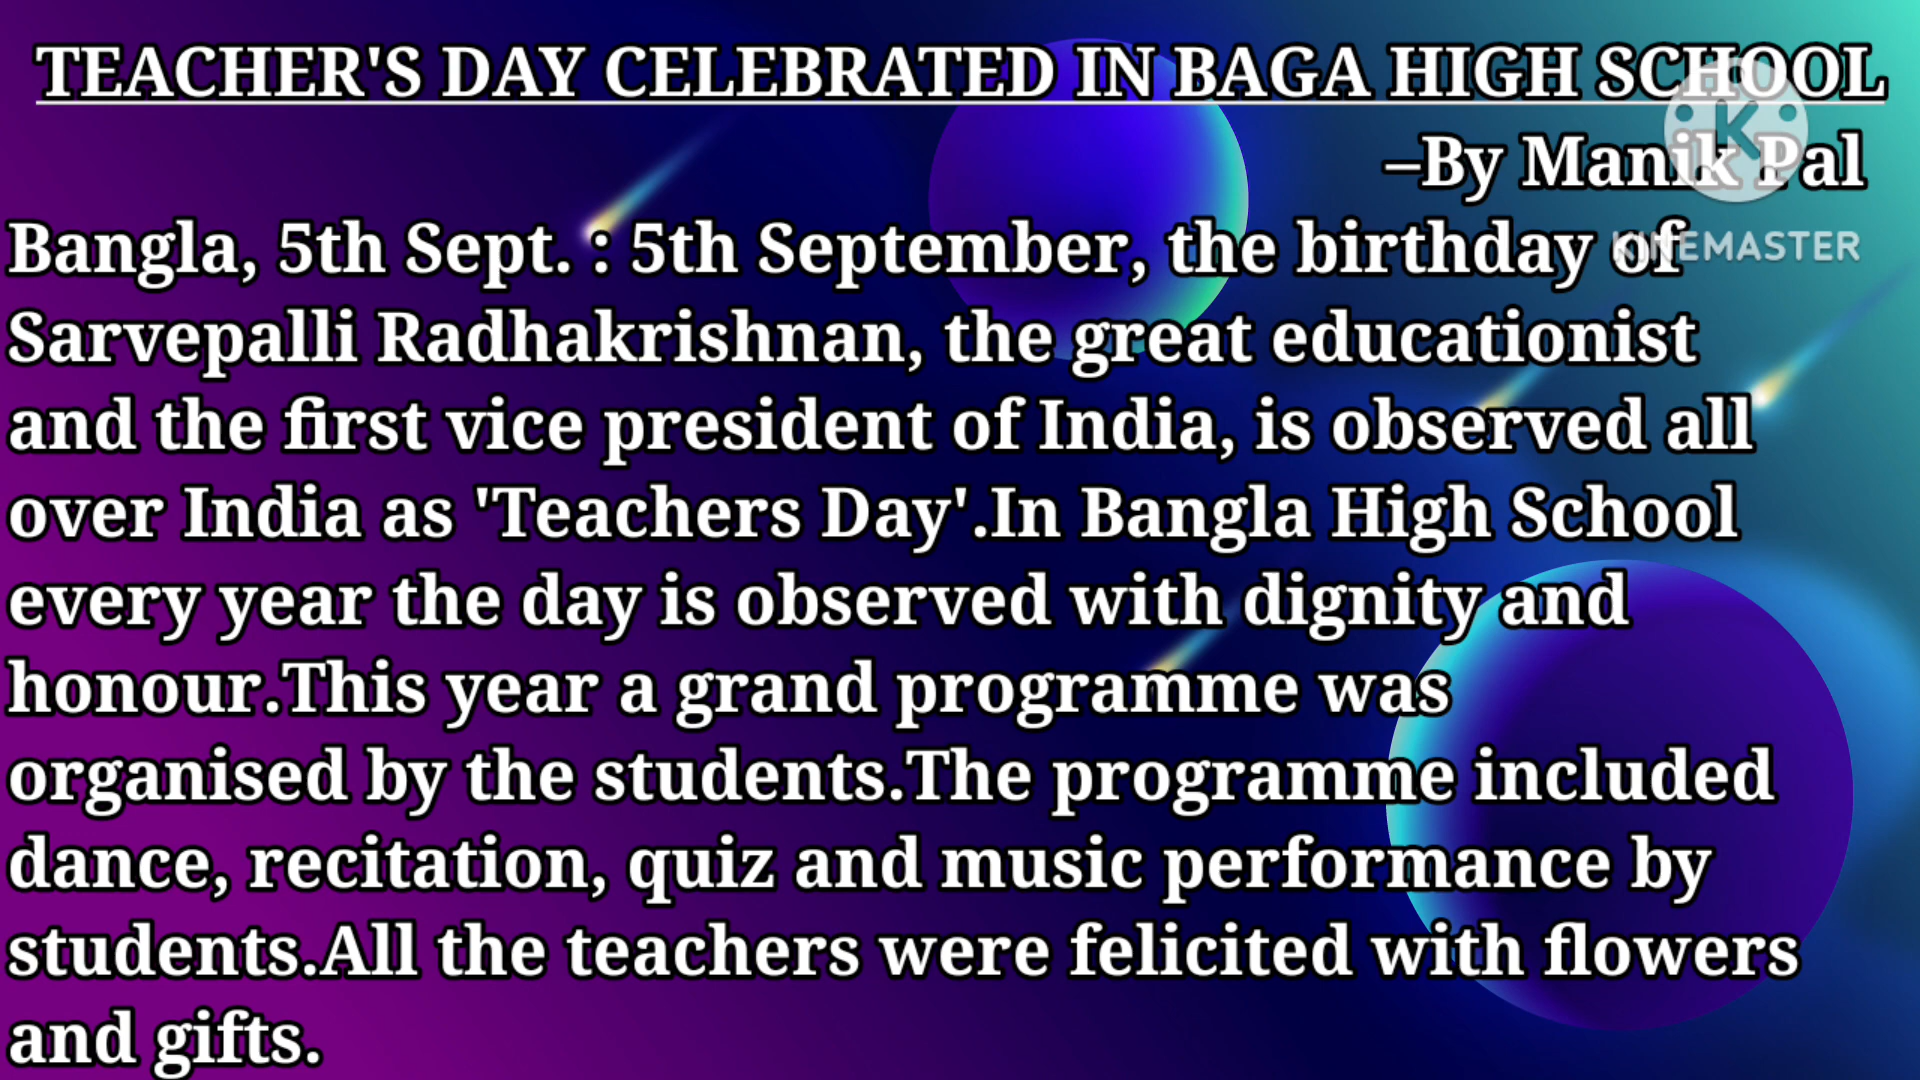 TEACHER'S DAY CELEBRATED IN BAGA HIGH SCHOOL
–By Manik Pal
Bangla, 5th Sept. : 5th September, the birthday of
KINEMASTER
Sarvepalli Radhakrishnan, the great educationist
and the first vice president of India, is observed all
over India as 'Teachers Day'.In Bangla High School
every year the day is observed with dignity and
honour.This year a grand programme was
organised by the students.The programme included
dance, recitation, quiz and music performance by
students.All the teachers were felicited with flowers
and gifts.